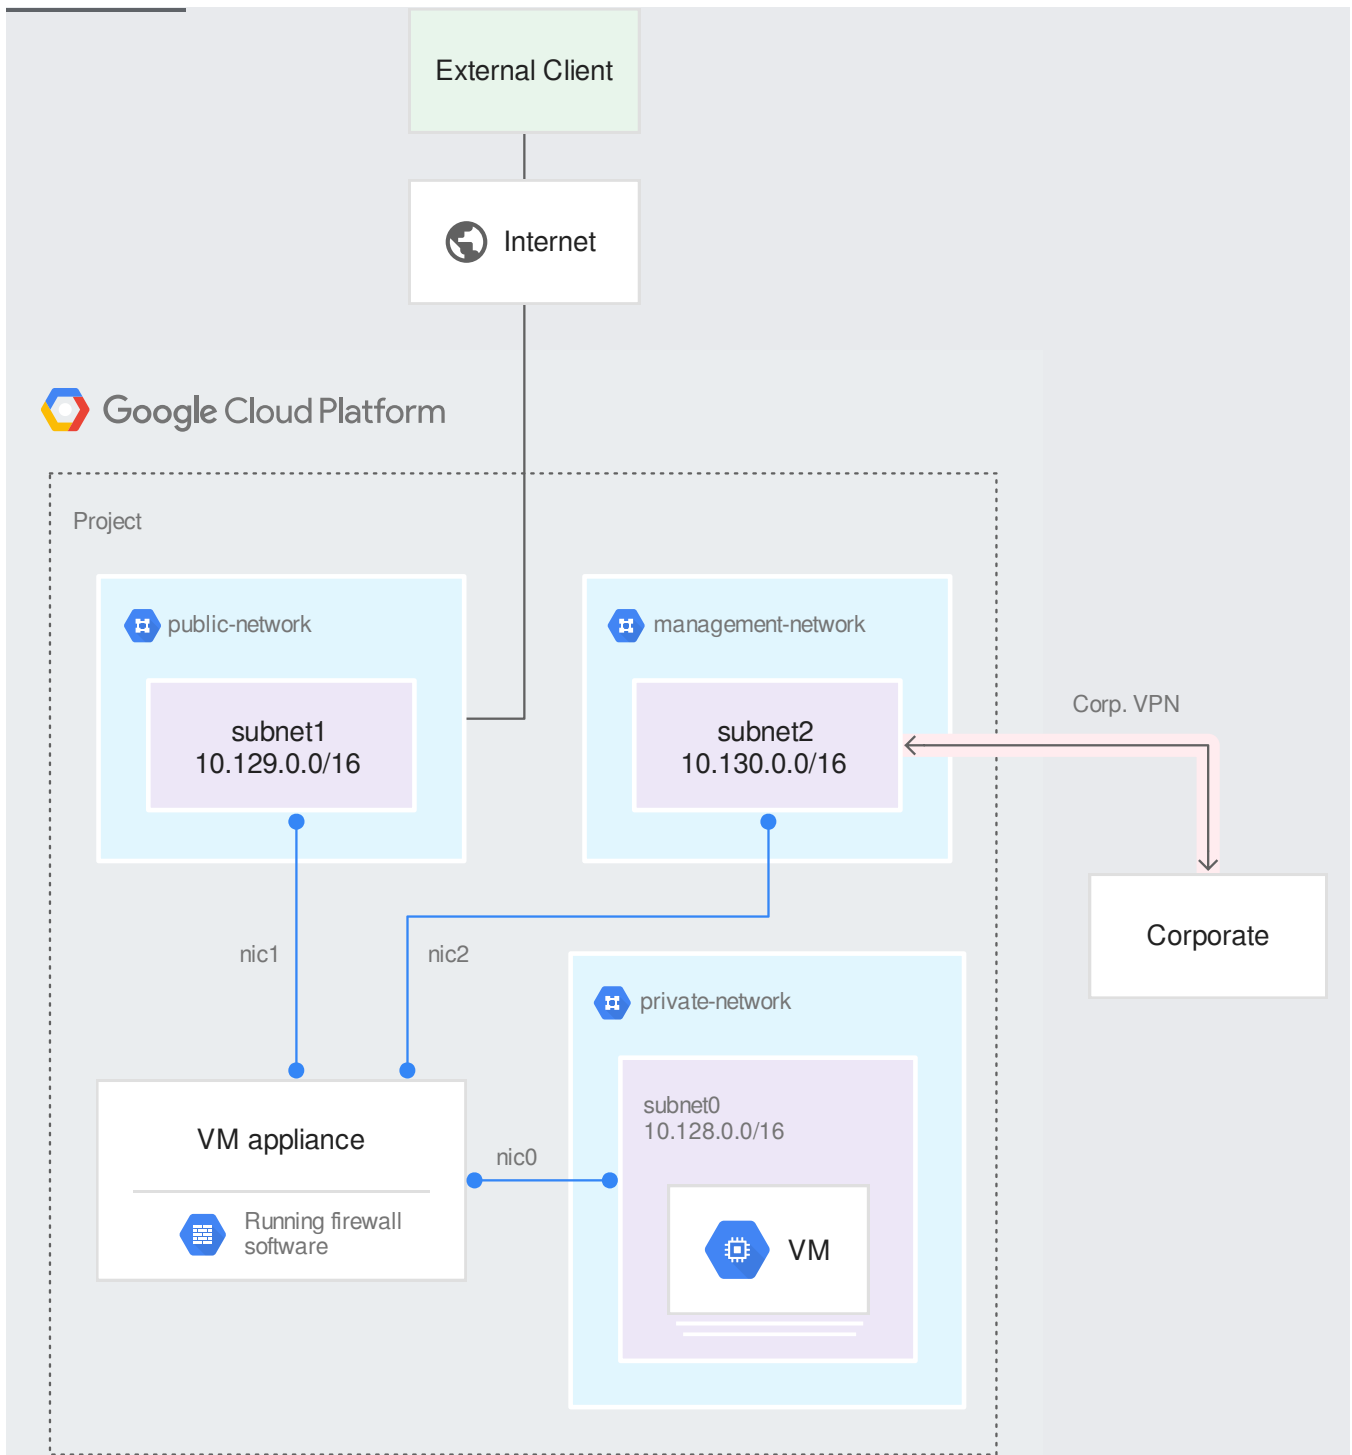 External Client
Internet
Google Cloud Platform
Project
public-network
management-network
subnet1
10.129.0.0/16
subnet2
10.130.0.0/16
Corp. VPN
Corporate
nic1
nic2
private-network
subnet0
10.128.0.0/16
VM appliance
nic0
Running firewall
software
VM